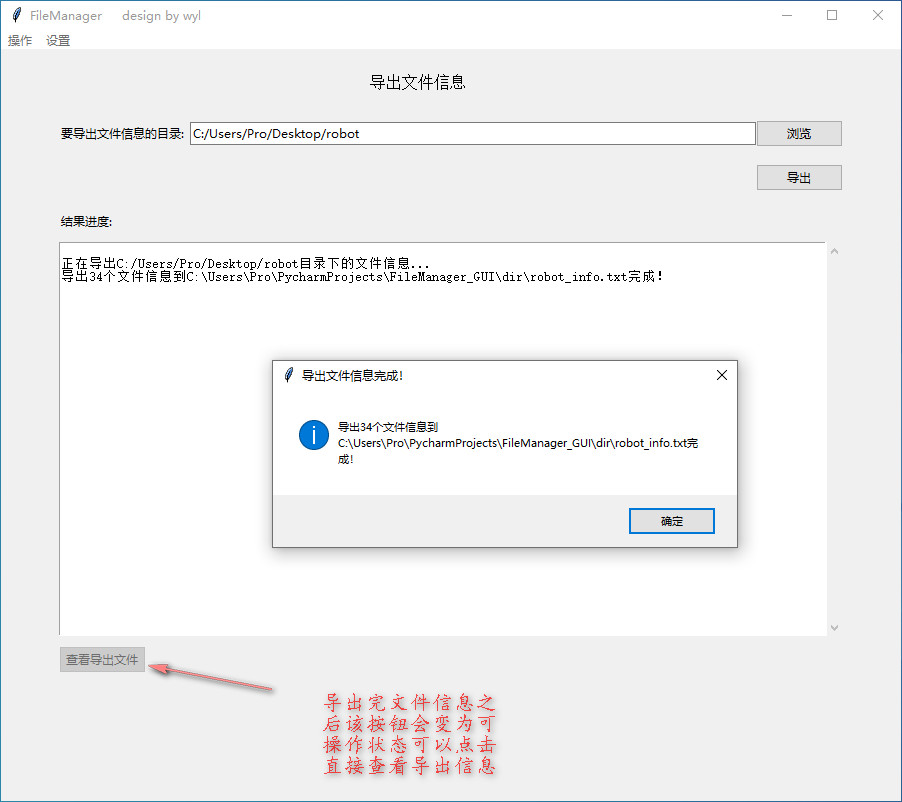 FileManager design by wyl
操作 设置
导出文件信息
要导出文件信息的目录: C:/Users/Pro/Desktop/robot 浏览
导出
结果进度:
正在导出C:/Users/Pro/Desktop/robot目录下的文件信息...
导出34个文件信息到C:\Users\Pro\PycharmProjects\FileManager_GUI\dir\robot_info.txt完成!
导出文件信息完成!
导出34个文件信息到
C:\Users\Pro\PycharmProjects\FileManager_GUI\dir\robot_info.txt完
成!
确定
查看导出文件
导出完文件信息之
后该按钮会变为可
操作状态可以点击
直接查看导出信息